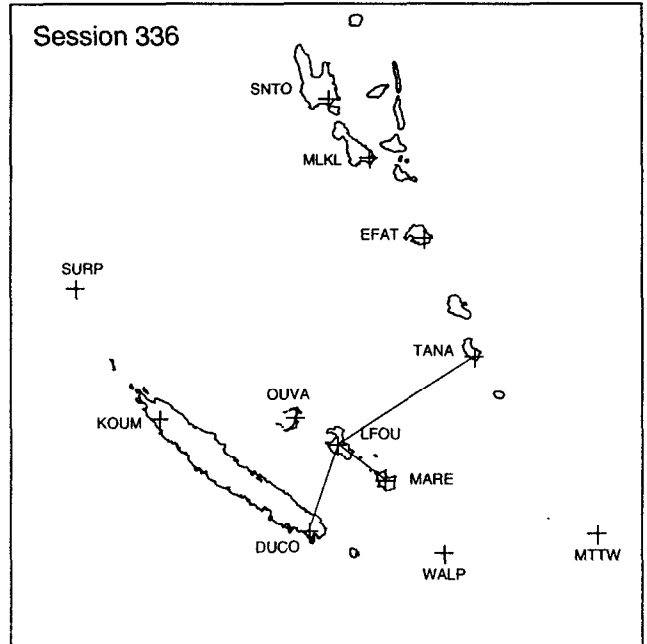 Session 336
SNTO
MLKL
EFAT
SURP
TANA
OUVA
KOUM
LFOU
MARE
DUCO
WALP
MTTW